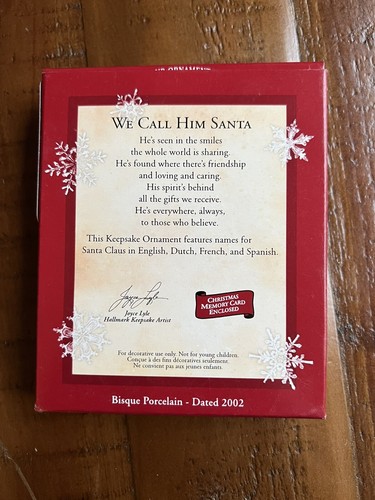 UR ORNAMENT
WE CALL HIM SANTA
He's seen in the smiles
the whole world is sharing.
He's found where there's friendship
and loving and caring.
His spirit's behind
all the gifts we receive.
He's everywhere, always,
to those who believe.
This Keepsake Ornament features names for
Santa Claus in English, Dutch, French, and Spanish.
Joyce Lyle
Joyce Lyle
Hallmark Keepsake Artist
CHRISTMAS
MEMORY CARD
ENCLOSED
For decorative use only. Not for young children.
Conçue à des fins décoratives seulement.
Ne convient pas aux jeunes enfants.
Bisque Porcelain - Dated 2002